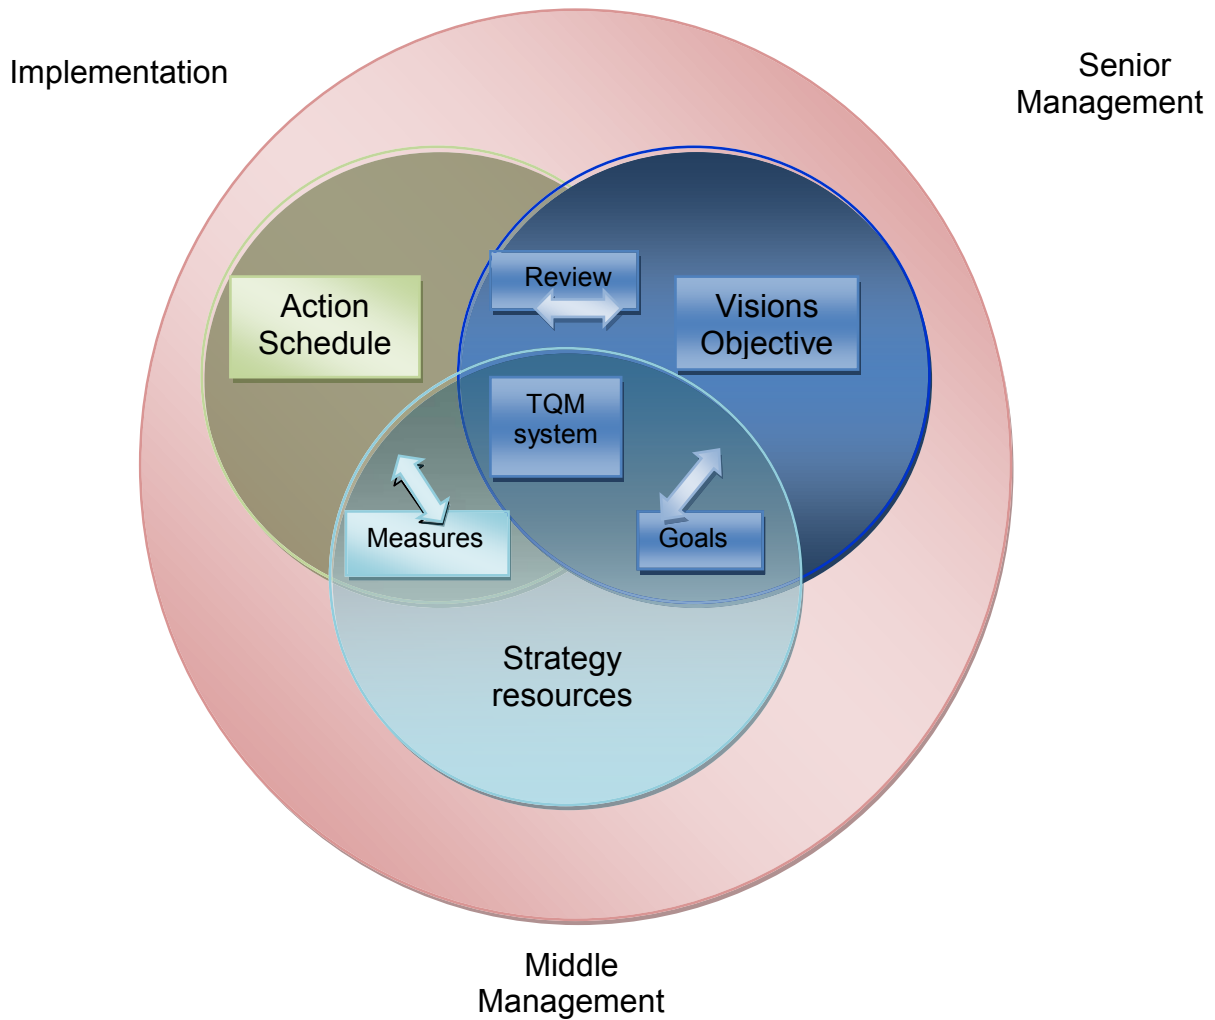 Implementation
Senior
Management
Review
Action
Schedule
Visions
Objective
TQM
system
Measures
Goals
Strategy
resources
Middle
Management